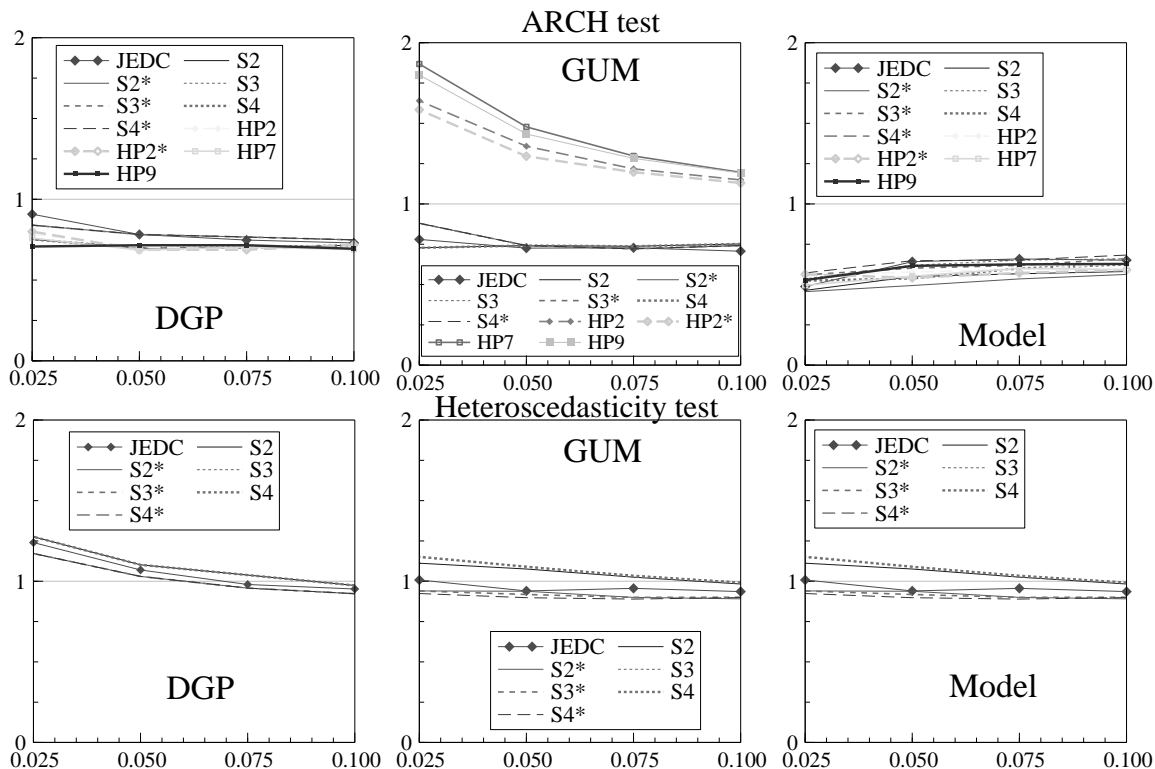 ARCH test
2
1
0
0.025 0.050 0.075 0.100
JEDC S2
S2* S3
S3* S4
S4* HP2
HP2* HP7
HP9
DGP
2
1
0
0.025 0.050 0.075 0.100
GUM
JEDC S2 S2*
S3 S3* S4
S4* HP2 HP2*
HP7 HP9
2
1
0
0.025 0.050 0.075 0.100
JEDC S2
S2* S3
S3* S4
S4* HP2
HP2* HP7
HP9
Model
Heteroscedasticity test
2
1
0
0.025 0.050 0.075 0.100
JEDC S2
S2* S3
S3* S4
S4*
DGP
2
1
0
0.025 0.050 0.075 0.100
GUM
JEDC S2
S2* S3
S3* S4
S4*
2
1
0
0.025 0.050 0.075 0.100
JEDC S2
S2* S3
S3* S4
S4*
Model